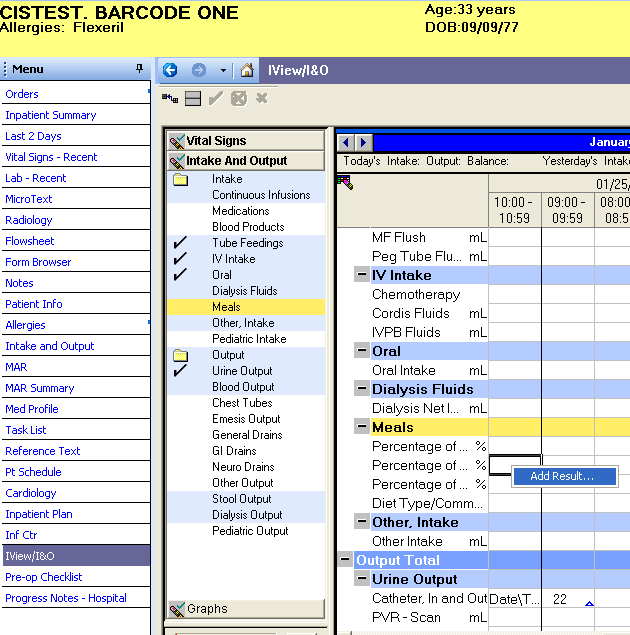 CISTEST. BARCODE ONE
Age:33 years
Allergies: Flexeril
DOB:09/09/77
Menu
IView/I&O
Orders
Inpatient Summary
Last 2 Days
Vital Signs - Recent
Lab - Recent
MicroText
Radiology
Flowsheet
Form Browser
Notes
Patient Info
Allergies
Intake and Output
MAR
MAR Summary
Med Profile
Task List
Reference Text
Pt Schedule
Cardiology
Inpatient Plan
Inf Ctr
IView/I&O
Pre-op Checklist
Progress Notes - Hospital
Vital Signs
Intake And Output
Intake
Continuous Infusions
Medications
Blood Products
Tube Feedings
IV Intake
Oral
Dialysis Fluids
Meals
Other, Intake
Pediatric Intake
Output
Urine Output
Blood Output
Chest Tubes
Emesis Output
General Drains
GI Drains
Neuro Drains
Other Output
Stool Output
Dialysis Output
Pediatric Output
Graphs
January
Today's Intake: Output: Balance: Yesterday's Intake
01/25/
10:00 - 09:00 - 08:00
10:59 09:59 08:5
MF Flush mL
Peg Tube Flu... mL
IV Intake
Chemotherapy
Cordis Fluids mL
IVPB Fluids mL
Oral
Oral Intake mL
Dialysis Fluids
Dialysis Net I... mL
Meals
Percentage of ... %
Percentage of ... %
Add Result...
Percentage of ... %
Diet Type/Comm...
Other, Intake
Other Intake mL
Output Total
Urine Output
Catheter, In and Out Date\T... 22
PVR - Scan mL